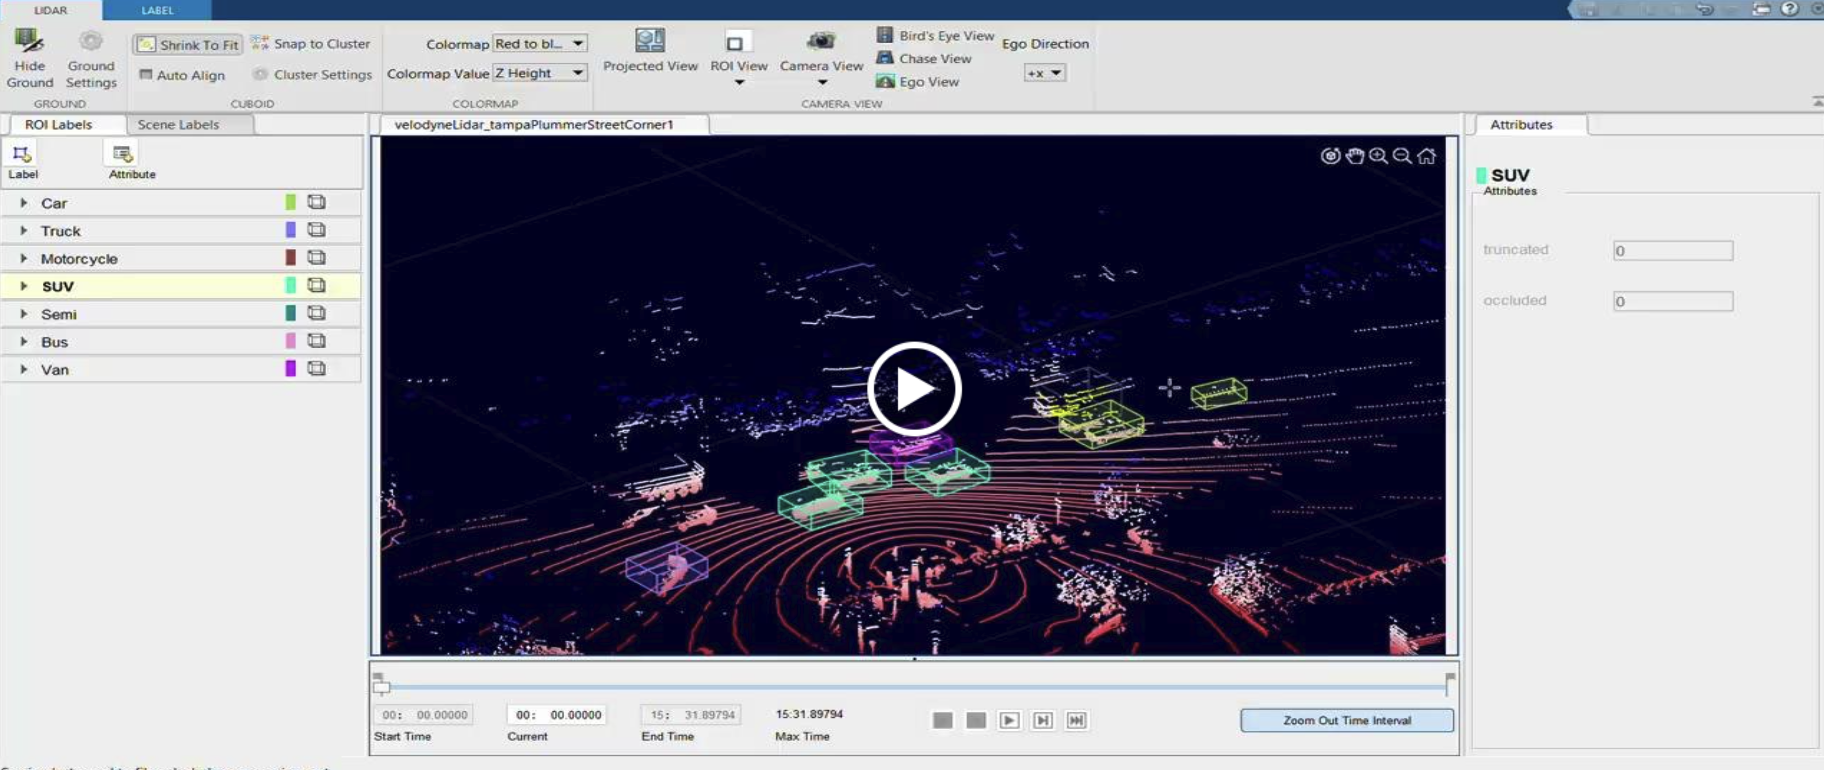 LIDAR
LABEL
Hide Ground
Ground Settings
GROUND
Shrink To Fit
Snap to Cluster
Auto Align
Cluster Settings
CUBOID
Colormap Red to bl...
Colormap Value Z Height
COLORMAP
Projected View
ROI View
Camera View
Bird's Eye View
Chase View
Ego View
Ego Direction
+x
CAMERA VIEW
ROI Labels
Scene Labels
Label
Attribute
Car
Truck
Motorcycle
SUV
Semi
Bus
Van
velodyneLidar_tampaPlummerStreetCorner1
00: 00.00000
Start Time
00: 00.00000
Current
15: 31.89794
End Time
15:31.89794
Max Time
Zoom Out Time Interval
Attributes
SUV
Attributes
truncated 0
occluded 0